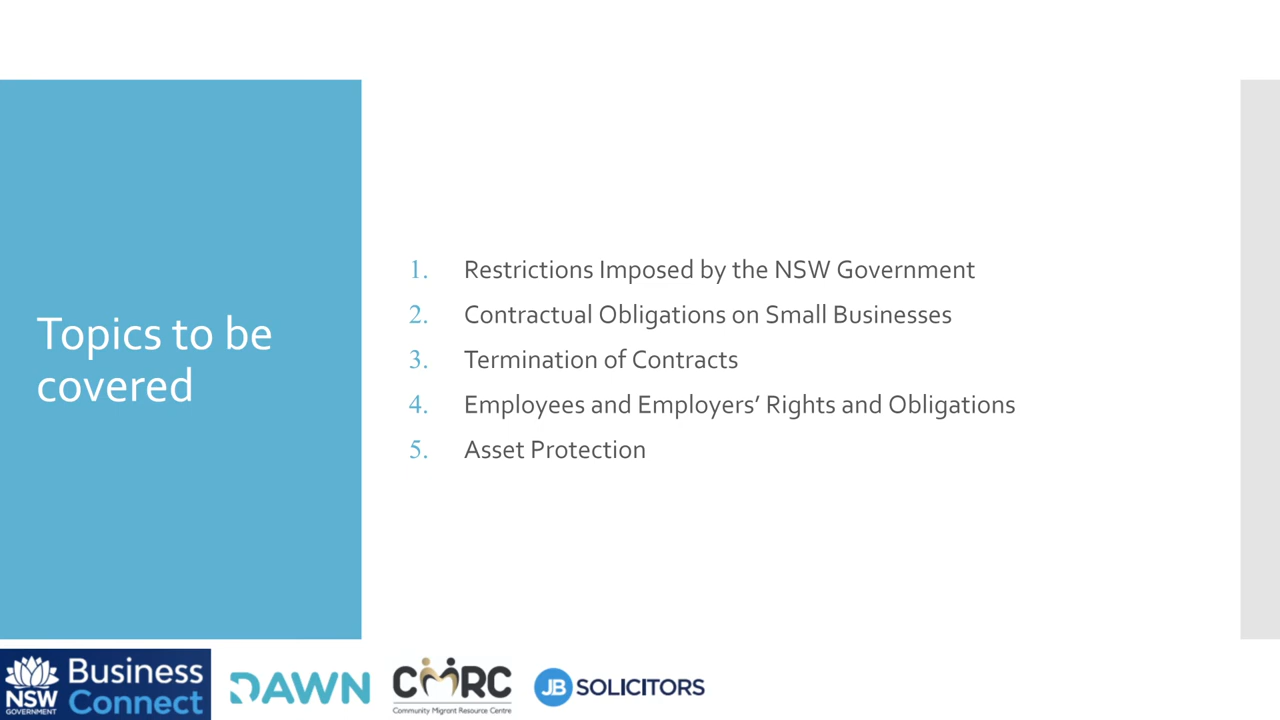 Topics to be
covered
1. Restrictions Imposed by the NSW Government
2. Contractual Obligations on Small Businesses
3. Termination of Contracts
4. Employees and Employers’ Rights and Obligations
5. Asset Protection
NSW
GOVERNMENT
Business
Connect
DAWN
CMRC
Community Migrant Resource Centre
JB SOLICITORS